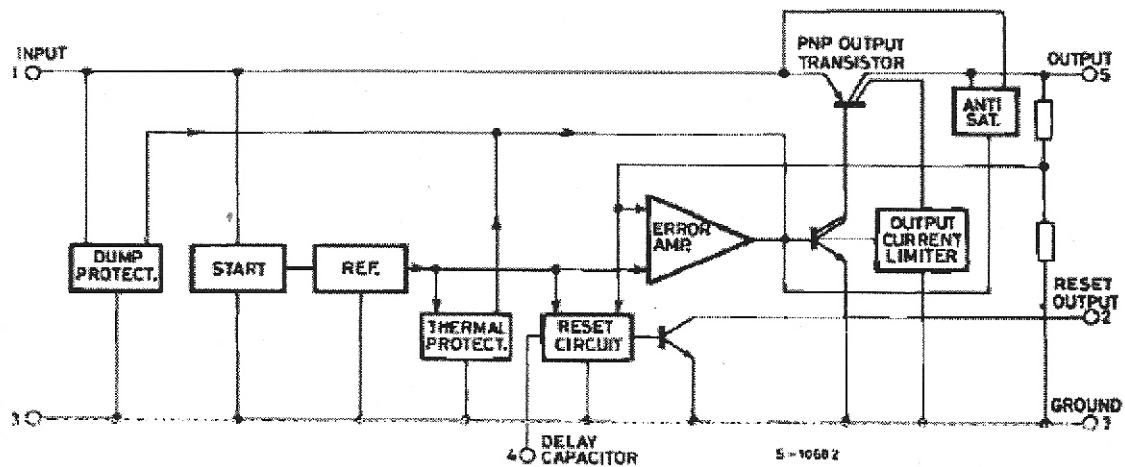 INPUT
1
PNP OUTPUT
TRANSISTOR
OUTPUT
5
ANTI
SAT.
DUMP
PROTECT.
START
REF.
ERROR
AMP.
OUTPUT
CURRENT
LIMITER
THERMAL
PROTECT.
RESET
CIRCUIT
RESET
OUTPUT
2
3
GROUND
3
4
DELAY
CAPACITOR
S-10682